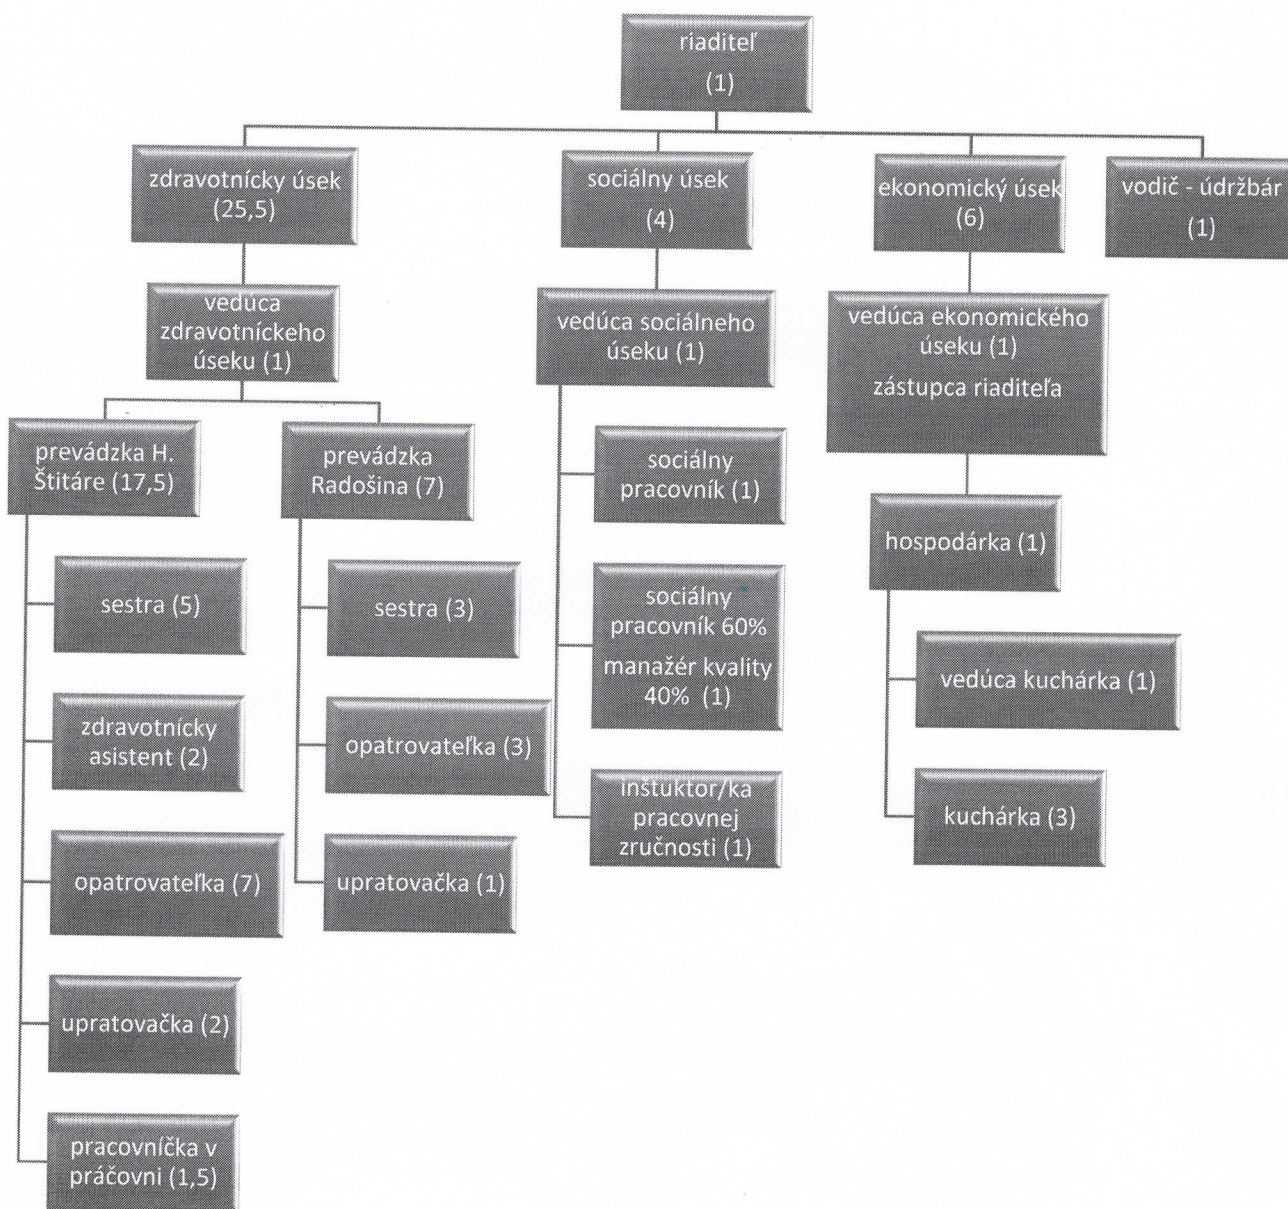 riaditeľ
(1)
zdravotnícky úsek
(25,5)
sociálny úsek
(4)
ekonomický úsek
(6)
vodič - údržbár
(1)
vedúca
zdravotníckeho
úseku (1)
vedúca sociálneho
úseku (1)
vedúca ekonomického
úseku (1)
zástupca riaditeľa
prevádzka H.
Štitáre (17,5)
prevádzka
Radošina (7)
sestra (5)
zdravotnícky
asistent (2)
opatrovateľka (7)
upratovačka (2)
pracovníčka v
práčovni (1,5)
sestra (3)
opatrovateľka (3)
upratovačka (1)
sociálny
pracovník (1)
sociálny
pracovník 60%
manažér kvality
40% (1)
inštuktor/ka
pracovnej
zručnosti (1)
hospodárka (1)
vedúca kuchárka (1)
kuchárka (3)